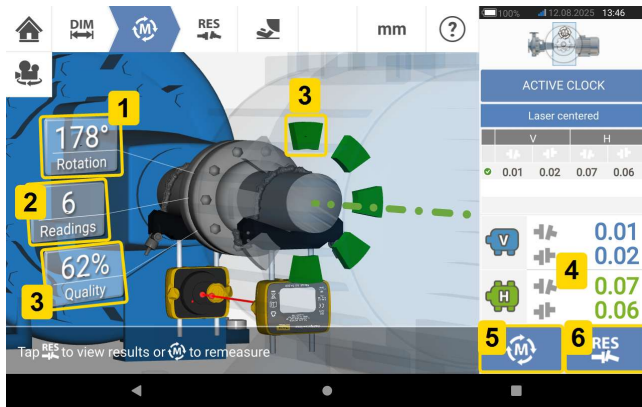 DIM
M
RES
mm
?
100%
12.08.2025
13:46
ACTIVE CLOCK
Laser centered
V H
0.01 0.02 0.07 0.06
1
178°
Rotation
2
6
Readings
3
62%
Quality
3
V
0.01
0.02
4
H
0.07
0.06
Tap RES to view results or M to remeasure
5
M
6
RES